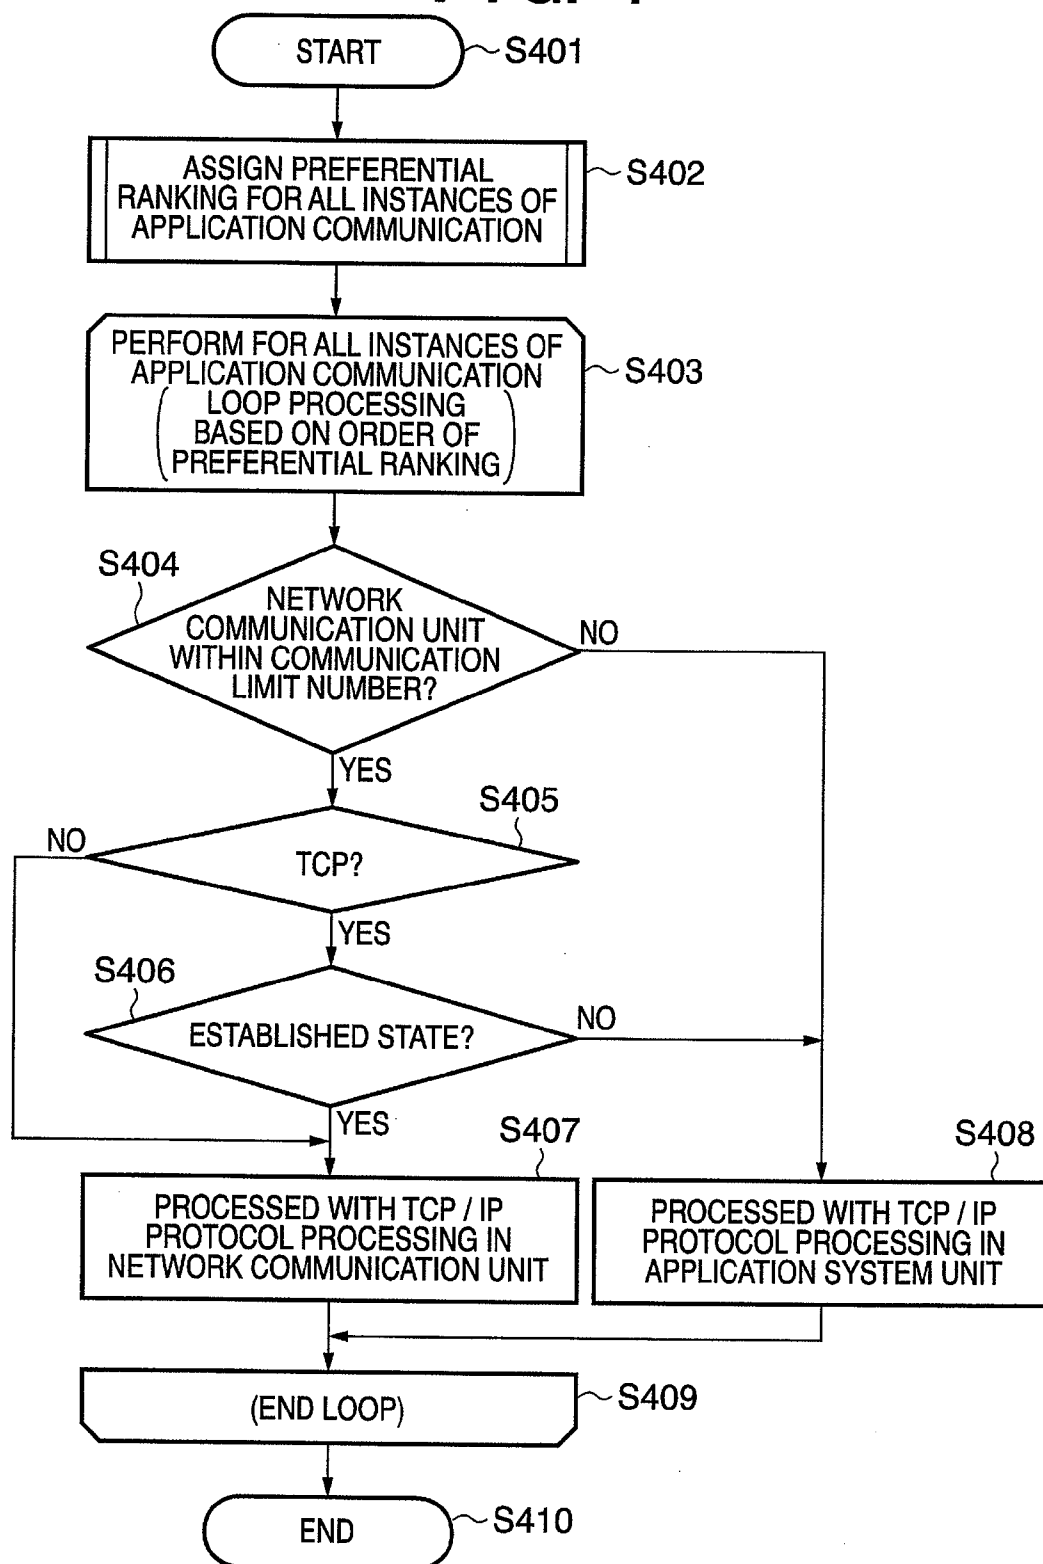 START
S401
ASSIGN PREFERENTIAL
RANKING FOR ALL INSTANCES OF
APPLICATION COMMUNICATION
S402
PERFORM FOR ALL INSTANCES OF
APPLICATION COMMUNICATION
(LOOP PROCESSING
BASED ON ORDER OF
PREFERENTIAL RANKING)
S403
S404
NETWORK
COMMUNICATION UNIT
WITHIN COMMUNICATION
LIMIT NUMBER?
NO
YES
S405
NO
TCP?
YES
S406
ESTABLISHED STATE?
NO
YES
S407
S408
PROCESSED WITH TCP / IP
PROTOCOL PROCESSING IN
NETWORK COMMUNICATION UNIT
PROCESSED WITH TCP / IP
PROTOCOL PROCESSING IN
APPLICATION SYSTEM UNIT
(END LOOP)
S409
END
S410